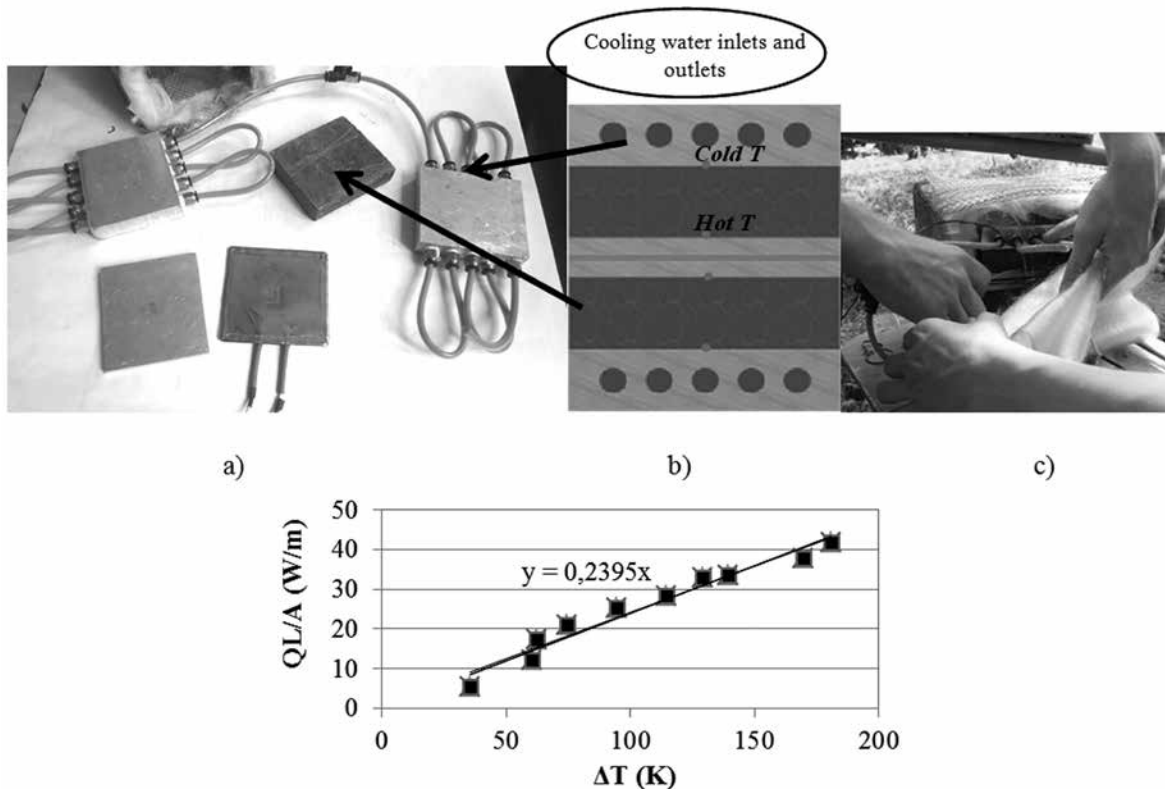 Cooling water inlets and
outlets
Cold T
Hot T
a)
b)
c)
50
40
30
20
10
0
QL/A (W/m)
y = 0,2395x
0
50
100
150
200
ΔT (K)